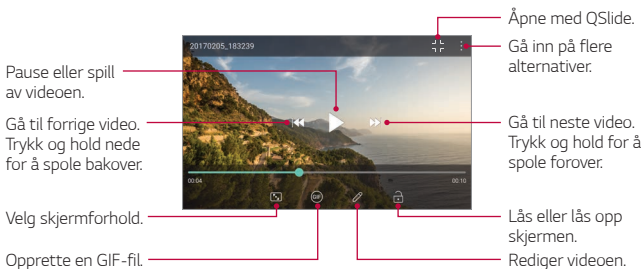 Åpne med QSlide.
20170205_183239
Gå inn på flere
alternativer.
Pause eller spill
av videoen.
Gå til forrige video.
Trykk og hold nede
for å spole bakover.
Gå til neste video.
Trykk og hold for å
spole forover.
00:04
00:10
GIF
Velg skjermforhold.
Lås eller lås opp
skjermen.
Opprette en GIF-fil.
Rediger videoen.